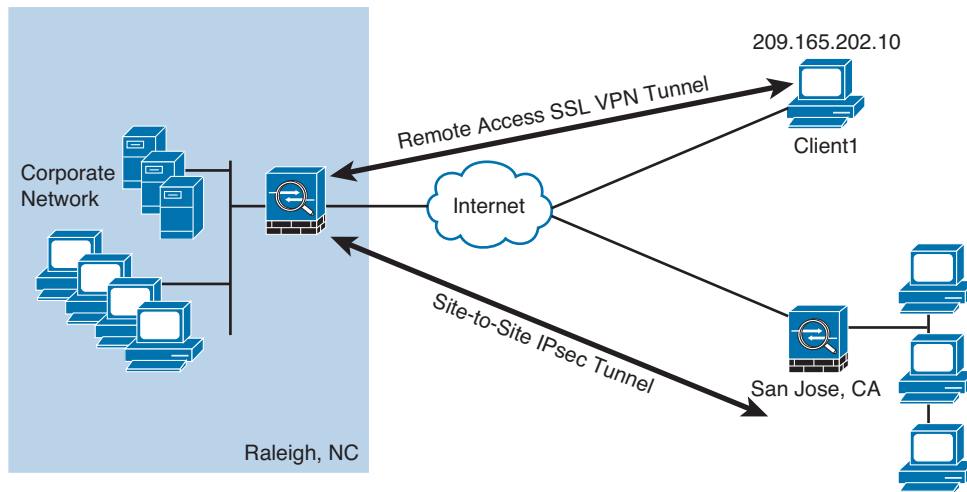 209.165.202.10
Remote Access SSL VPN Tunnel
Client1
Corporate
Network
Internet
Site-to-Site IPsec Tunnel
San Jose, CA
Raleigh, NC